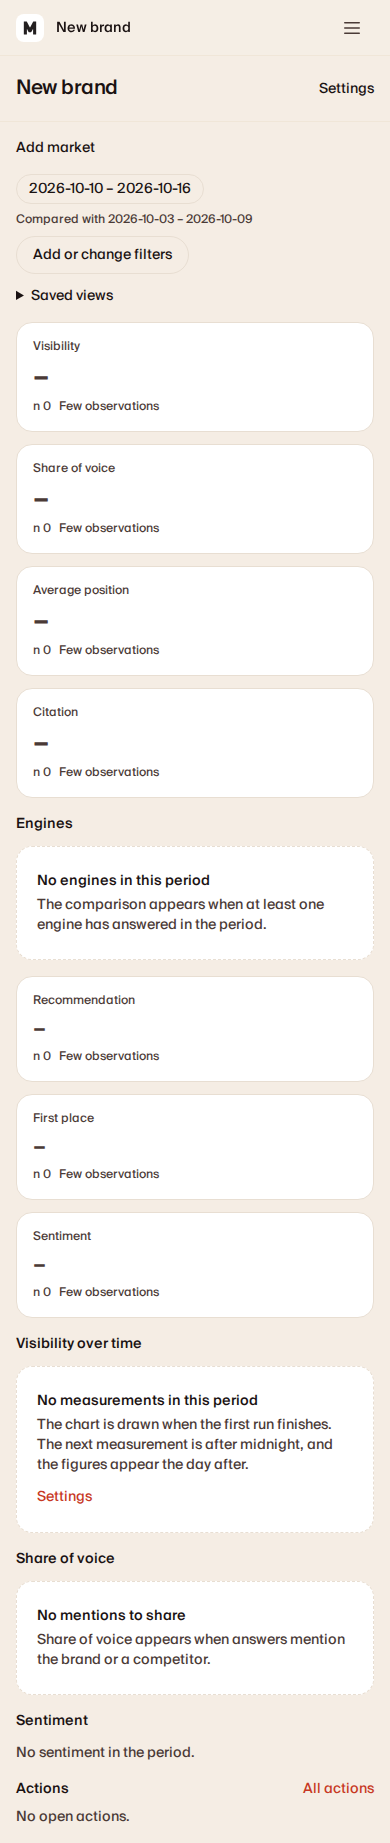 M New brand
New brand
Settings
Add market
2026-10-10 – 2026-10-16
Compared with 2026-10-03 – 2026-10-09
Add or change filters
Saved views
Visibility
–
n 0 Few observations
Share of voice
–
n 0 Few observations
Average position
–
n 0 Few observations
Citation
–
n 0 Few observations
Engines
No engines in this period
The comparison appears when at least one
engine has answered in the period.
Recommendation
–
n 0 Few observations
First place
–
n 0 Few observations
Sentiment
–
n 0 Few observations
Visibility over time
No measurements in this period
The chart is drawn when the first run finishes.
The next measurement is after midnight, and
the figures appear the day after.
Settings
Share of voice
No mentions to share
Share of voice appears when answers mention
the brand or a competitor.
Sentiment
No sentiment in the period.
Actions
All actions
No open actions.